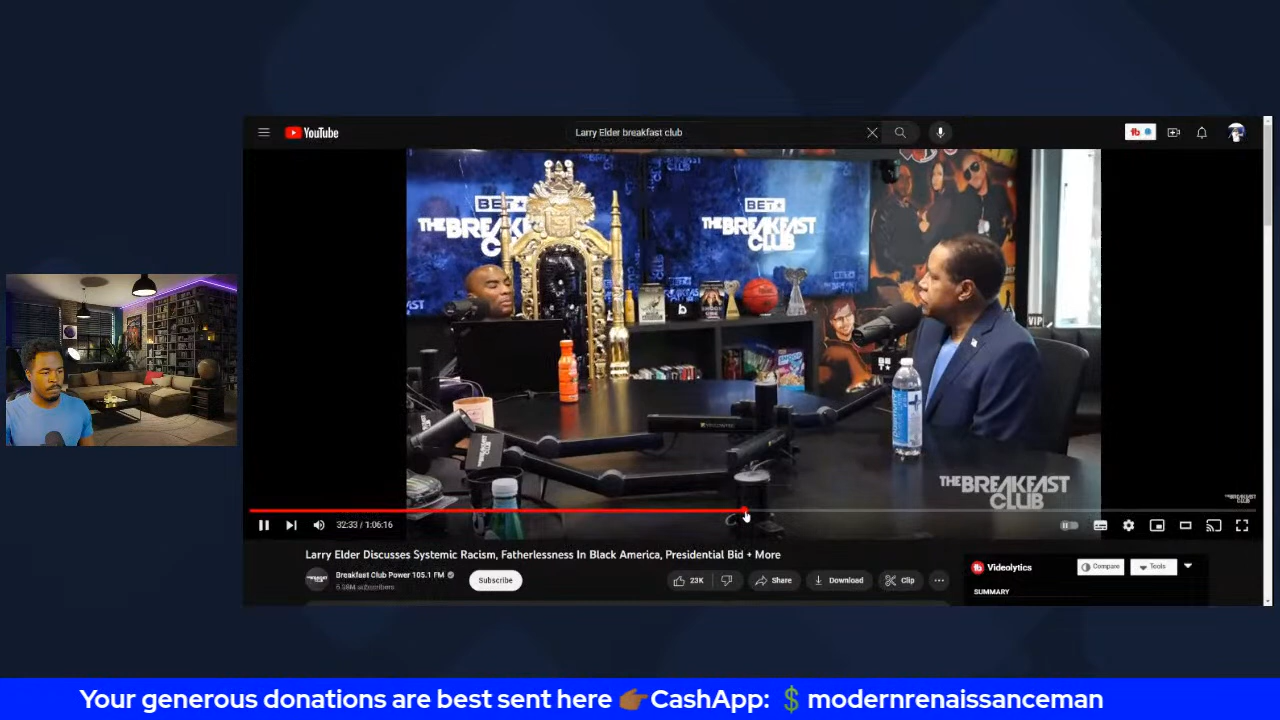 YouTube
Larry Elder breakfast club
BET
THE BREAKFAST
CLUB
BET
THE BREAKFAST
CLUB
VIP
THE BREAKFAST
CLUB
32:33 / 1:06:16
Larry Elder Discusses Systemic Racism, Fatherlessness In Black America, Presidential Bid + More
Breakfast Club Power 105.1 FM
subscribers
Subscribe
23K
Share
Download
Clip
Videolytics
Compare
Tools
SUMMARY
Your generous donations are best sent here 👉🏾CashApp: 💲modernrenaissanceman